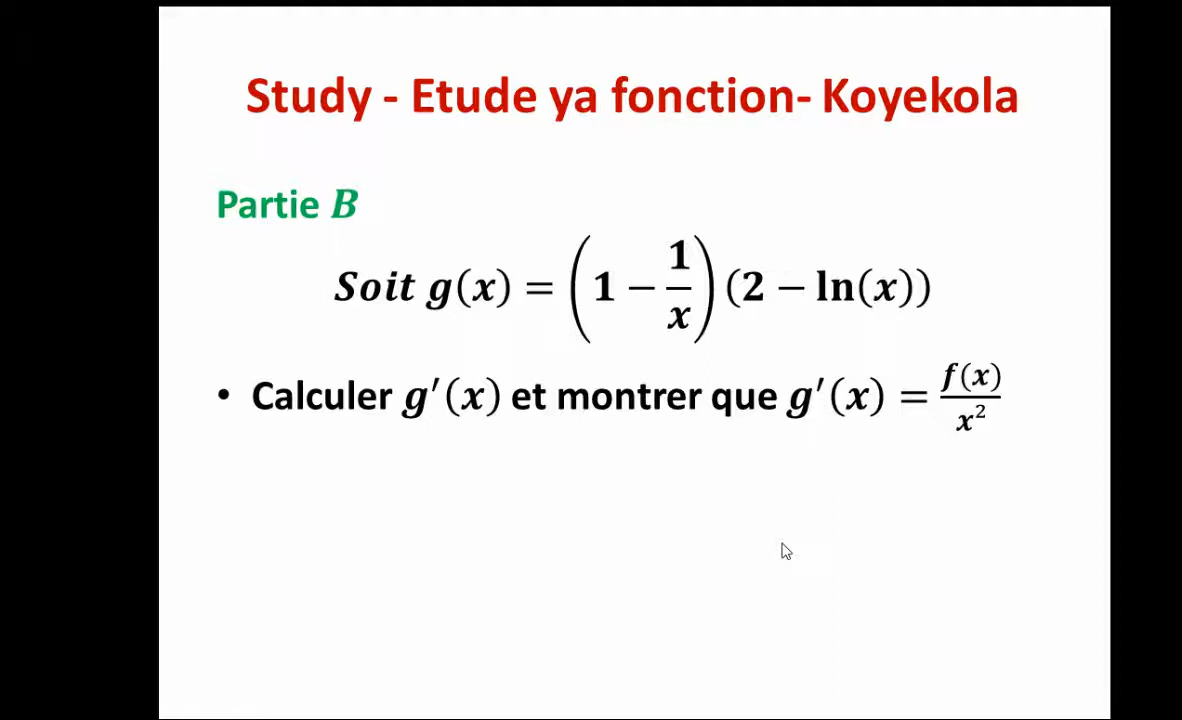 Study - Etude ya fonction- Koyekola
Partie B
Soit g(x) = (1 − 1/x) (2 − ln(x))
• Calculer g′(x) et montrer que g′(x) = f(x)/x²